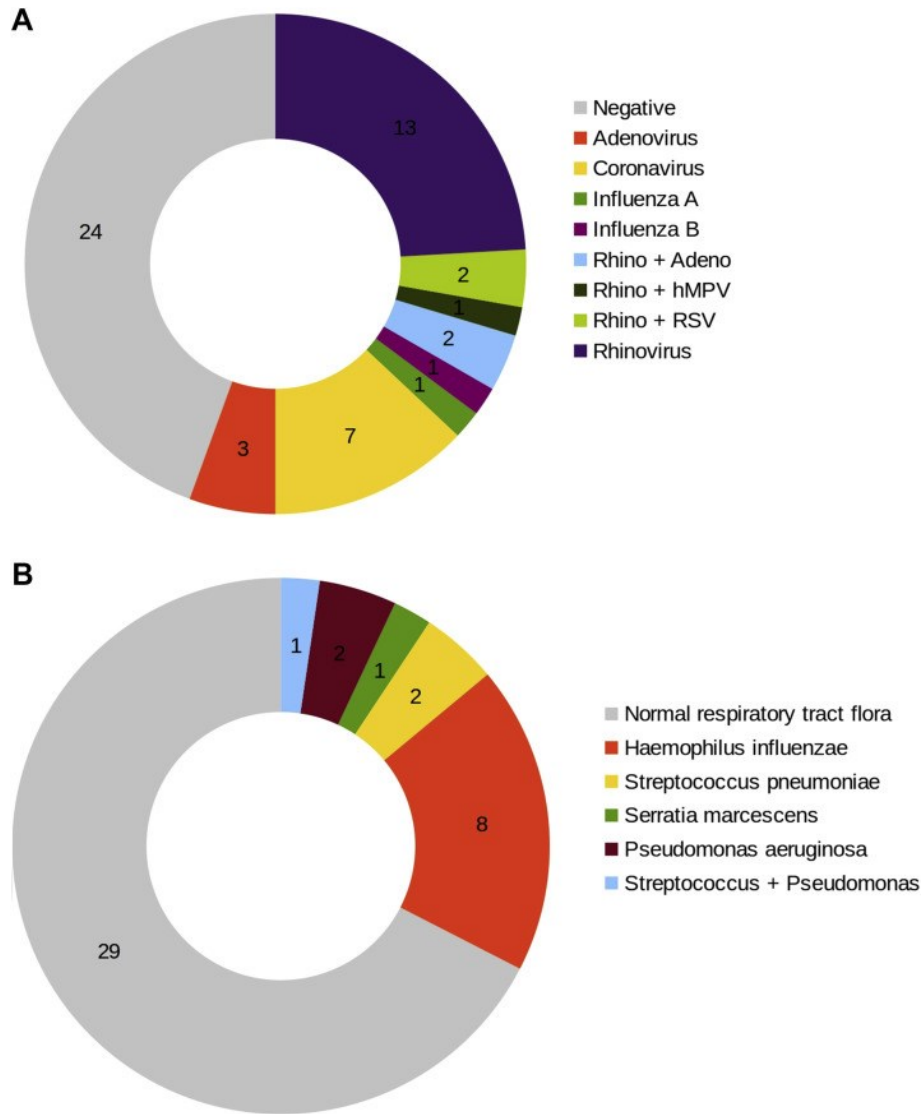 A
13
24
2
1
2
1
1
7
3
Negative
Adenovirus
Coronavirus
Influenza A
Influenza B
Rhino + Adeno
Rhino + hMPV
Rhino + RSV
Rhinovirus
B
1
2
1
2
8
29
Normal respiratory tract flora
Haemophilus influenzae
Streptococcus pneumoniae
Serratia marcescens
Pseudomonas aeruginosa
Streptococcus + Pseudomonas